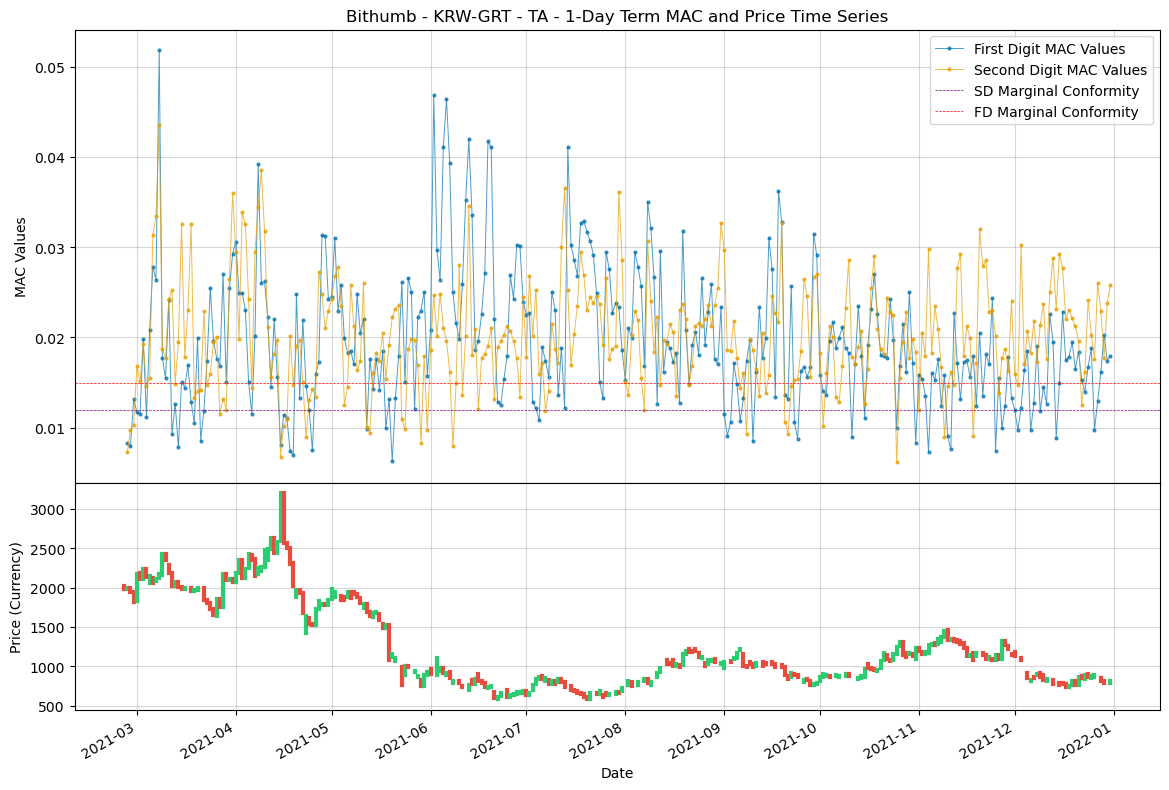 Bithumb - KRW-GRT - TA - 1-Day Term MAC and Price Time Series
First Digit MAC Values
Second Digit MAC Values
SD Marginal Conformity
FD Marginal Conformity
MAC Values
0.05
0.04
0.03
0.02
0.01
Price (Currency)
3000
2500
2000
1500
1000
500
2021-03
2021-04
2021-05
2021-06
2021-07
2021-08
2021-09
2021-10
2021-11
2021-12
2022-01
Date